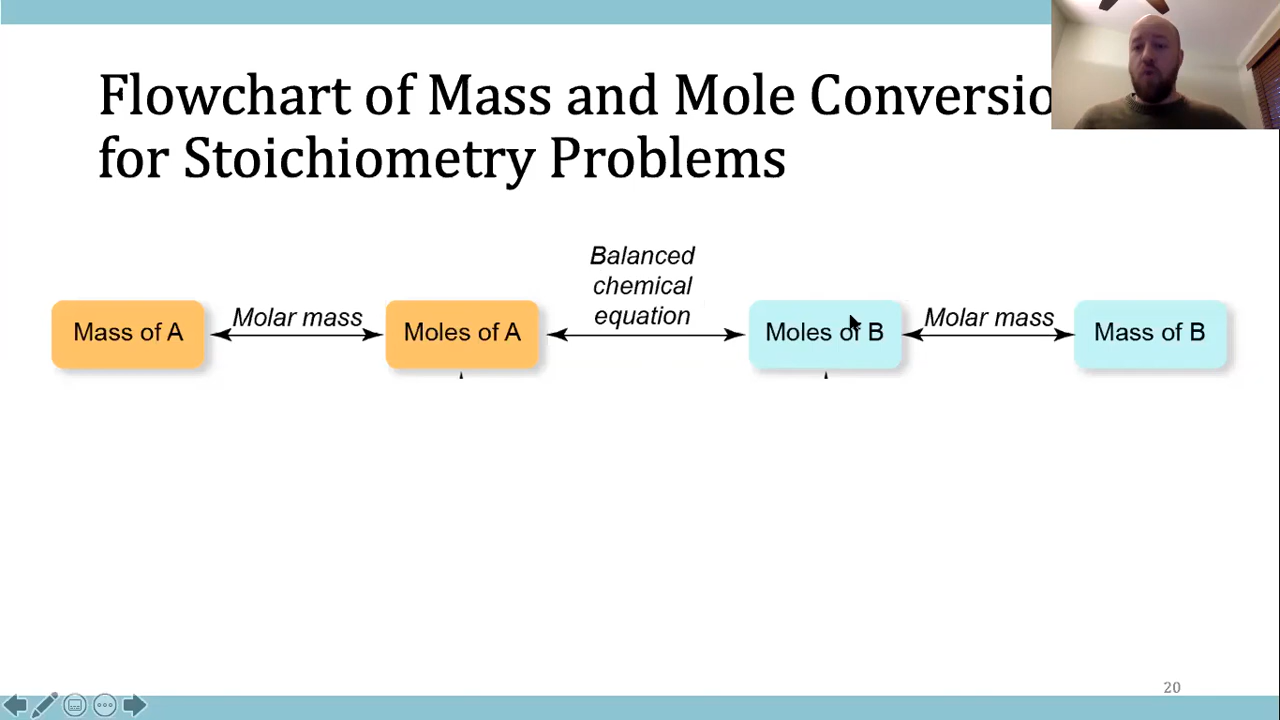 Flowchart of Mass and Mole Conversio
for Stoichiometry Problems
Balanced
chemical
equation
Mass of A
Molar mass
Moles of A
Moles of B
Molar mass
Mass of B
20